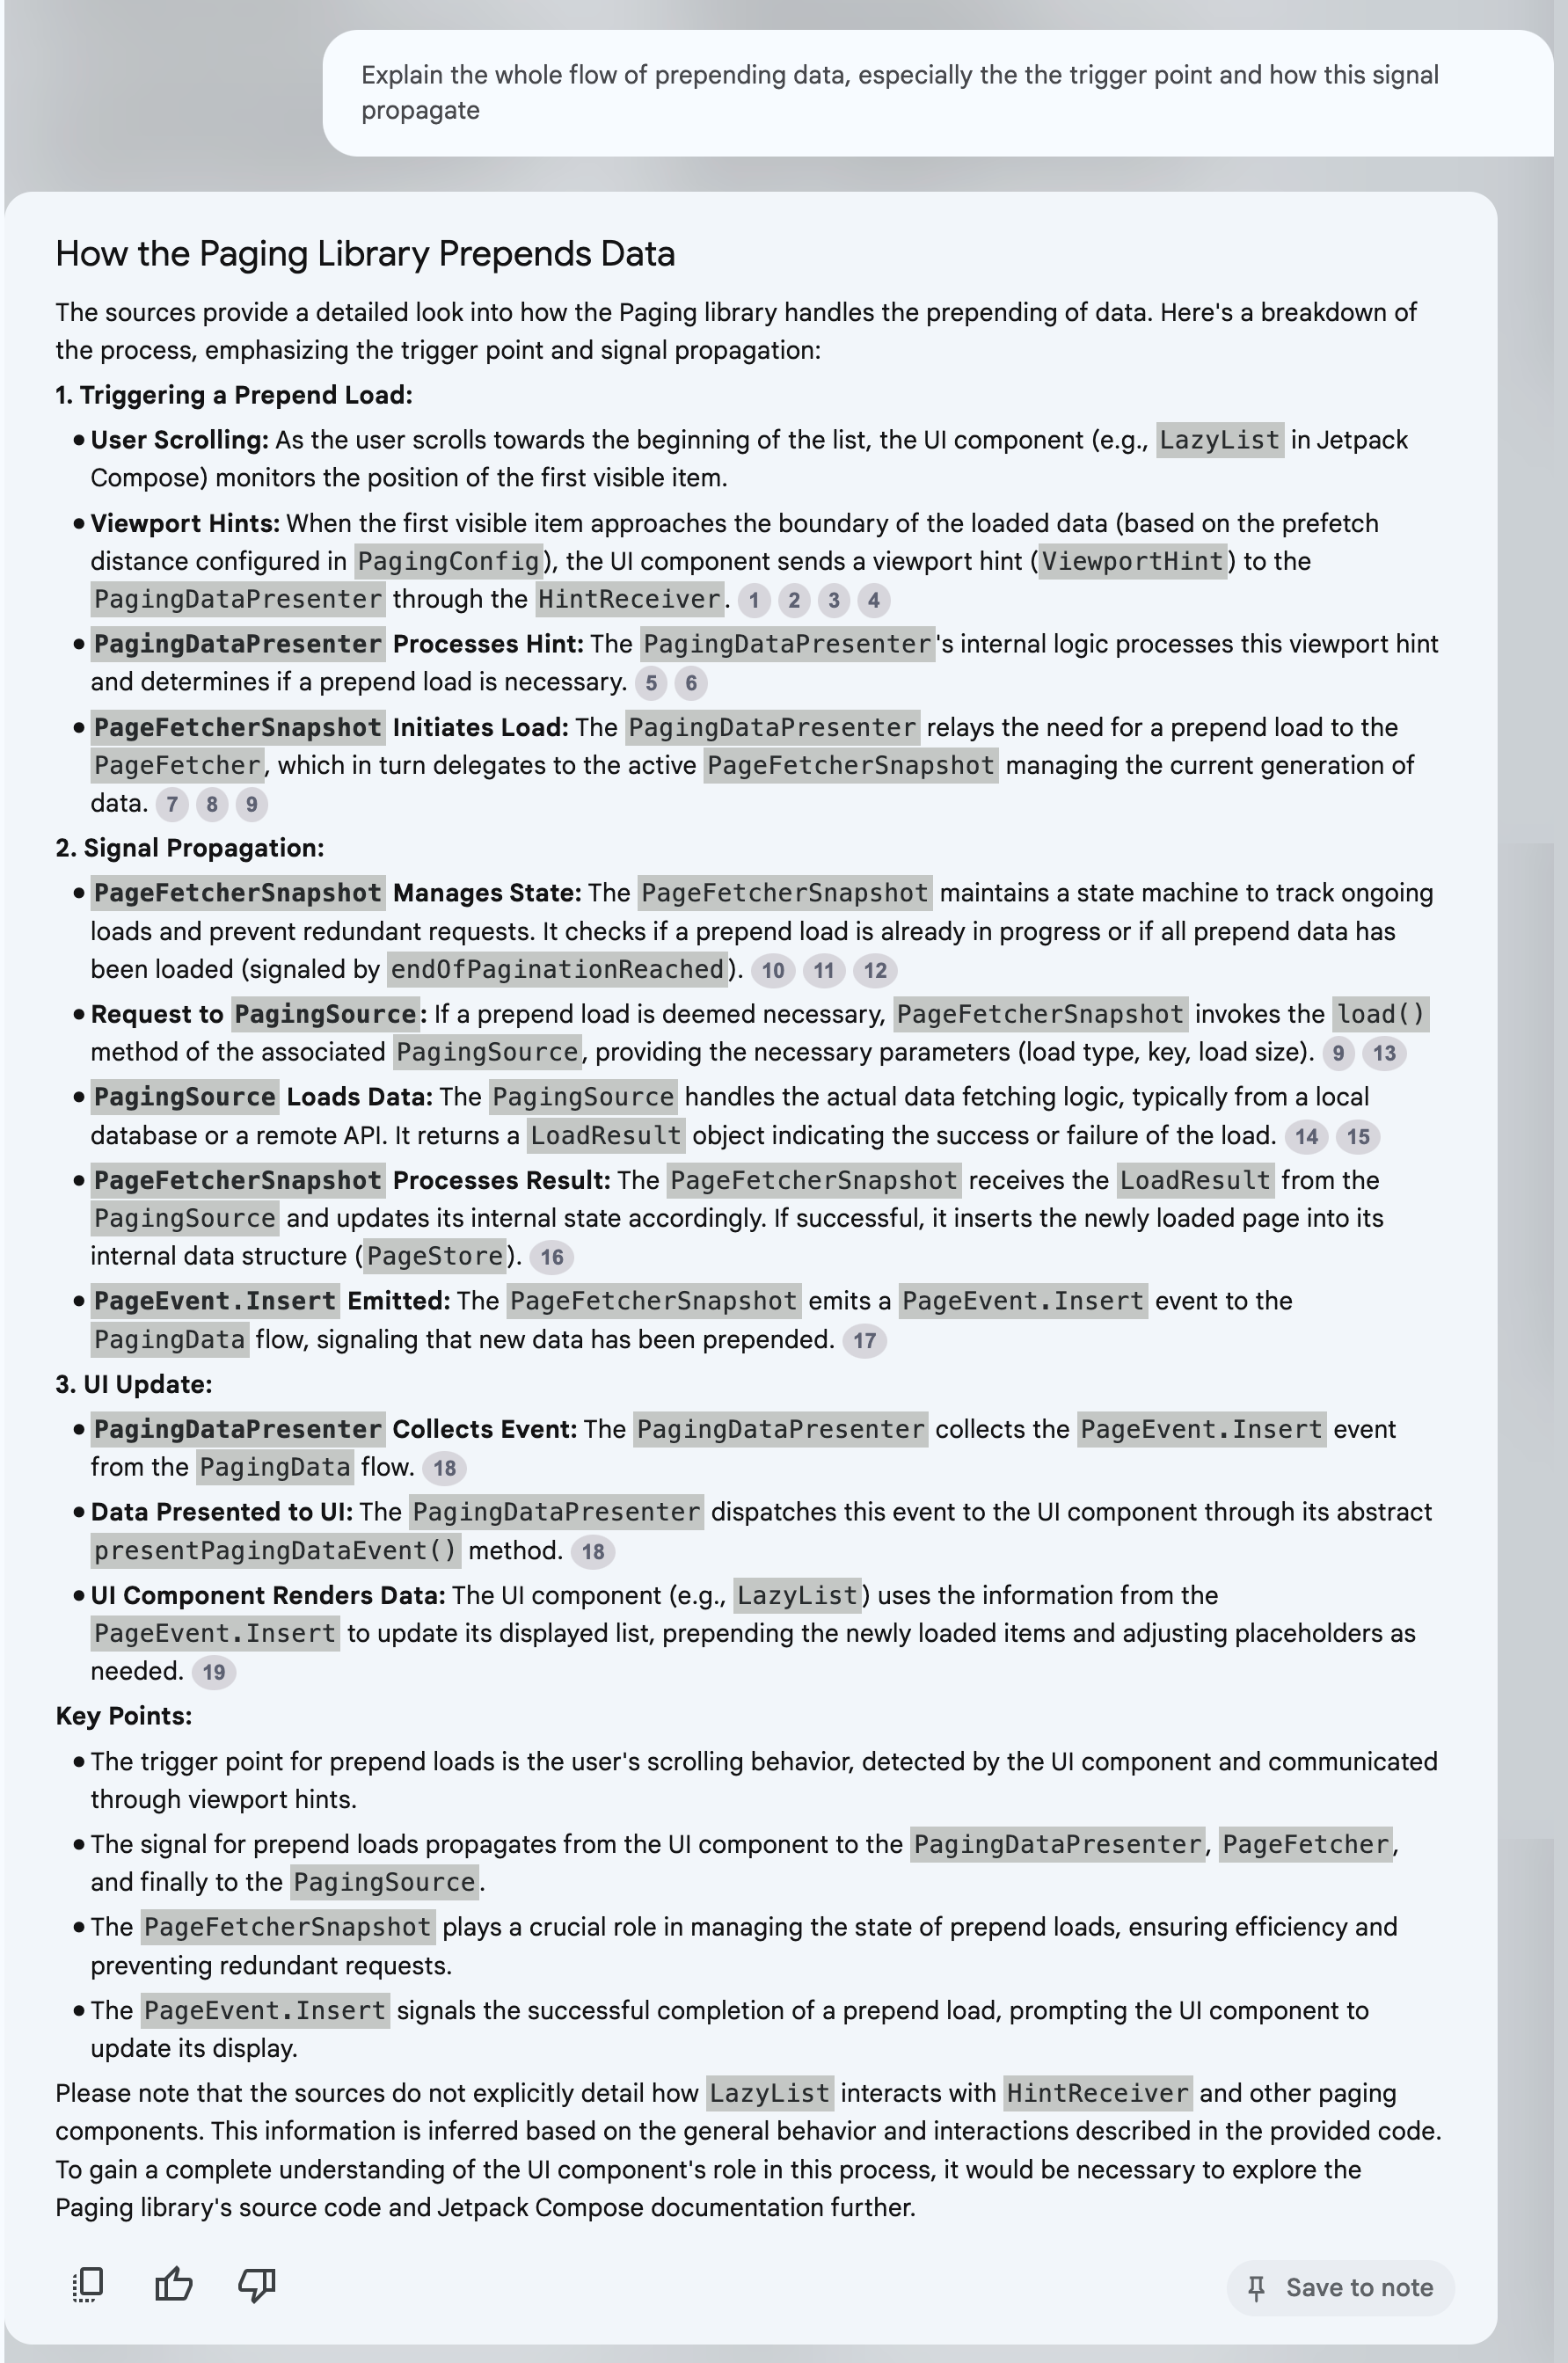 Explain the whole flow of prepending data, especially the the trigger point and how this signal
propagate
How the Paging Library Prepends Data
The sources provide a detailed look into how the Paging library handles the prepending of data. Here's a breakdown of
the process, emphasizing the trigger point and signal propagation:
1. Triggering a Prepend Load:
• User Scrolling: As the user scrolls towards the beginning of the list, the UI component (e.g., LazyList in Jetpack
Compose) monitors the position of the first visible item.
• Viewport Hints: When the first visible item approaches the boundary of the loaded data (based on the prefetch
distance configured in PagingConfig), the UI component sends a viewport hint (ViewportHint) to the
PagingDataPresenter through the HintReceiver. 1 2 3 4
• PagingDataPresenter Processes Hint: The PagingDataPresenter's internal logic processes this viewport hint
and determines if a prepend load is necessary. 5 6
• PageFetcherSnapshot Initiates Load: The PagingDataPresenter relays the need for a prepend load to the
PageFetcher, which in turn delegates to the active PageFetcherSnapshot managing the current generation of
data. 7 8 9
2. Signal Propagation:
• PageFetcherSnapshot Manages State: The PageFetcherSnapshot maintains a state machine to track ongoing
loads and prevent redundant requests. It checks if a prepend load is already in progress or if all prepend data has
been loaded (signaled by endOfPaginationReached). 10 11 12
• Request to PagingSource: If a prepend load is deemed necessary, PageFetcherSnapshot invokes the load()
method of the associated PagingSource, providing the necessary parameters (load type, key, load size). 9 13
• PagingSource Loads Data: The PagingSource handles the actual data fetching logic, typically from a local
database or a remote API. It returns a LoadResult object indicating the success or failure of the load. 14 15
• PageFetcherSnapshot Processes Result: The PageFetcherSnapshot receives the LoadResult from the
PagingSource and updates its internal state accordingly. If successful, it inserts the newly loaded page into its
internal data structure (PageStore). 16
• PageEvent.Insert Emitted: The PageFetcherSnapshot emits a PageEvent.Insert event to the
PagingData flow, signaling that new data has been prepended. 17
3. UI Update:
• PagingDataPresenter Collects Event: The PagingDataPresenter collects the PageEvent.Insert event
from the PagingData flow. 18
• Data Presented to UI: The PagingDataPresenter dispatches this event to the UI component through its abstract
presentPagingDataEvent() method. 18
• UI Component Renders Data: The UI component (e.g., LazyList) uses the information from the
PageEvent.Insert to update its displayed list, prepending the newly loaded items and adjusting placeholders as
needed. 19
Key Points:
• The trigger point for prepend loads is the user's scrolling behavior, detected by the UI component and communicated
through viewport hints.
• The signal for prepend loads propagates from the UI component to the PagingDataPresenter, PageFetcher,
and finally to the PagingSource.
• The PageFetcherSnapshot plays a crucial role in managing the state of prepend loads, ensuring efficiency and
preventing redundant requests.
• The PageEvent.Insert signals the successful completion of a prepend load, prompting the UI component to
update its display.
Please note that the sources do not explicitly detail how LazyList interacts with HintReceiver and other paging
components. This information is inferred based on the general behavior and interactions described in the provided code.
To gain a complete understanding of the UI component's role in this process, it would be necessary to explore the
Paging library's source code and Jetpack Compose documentation further.
Save to note